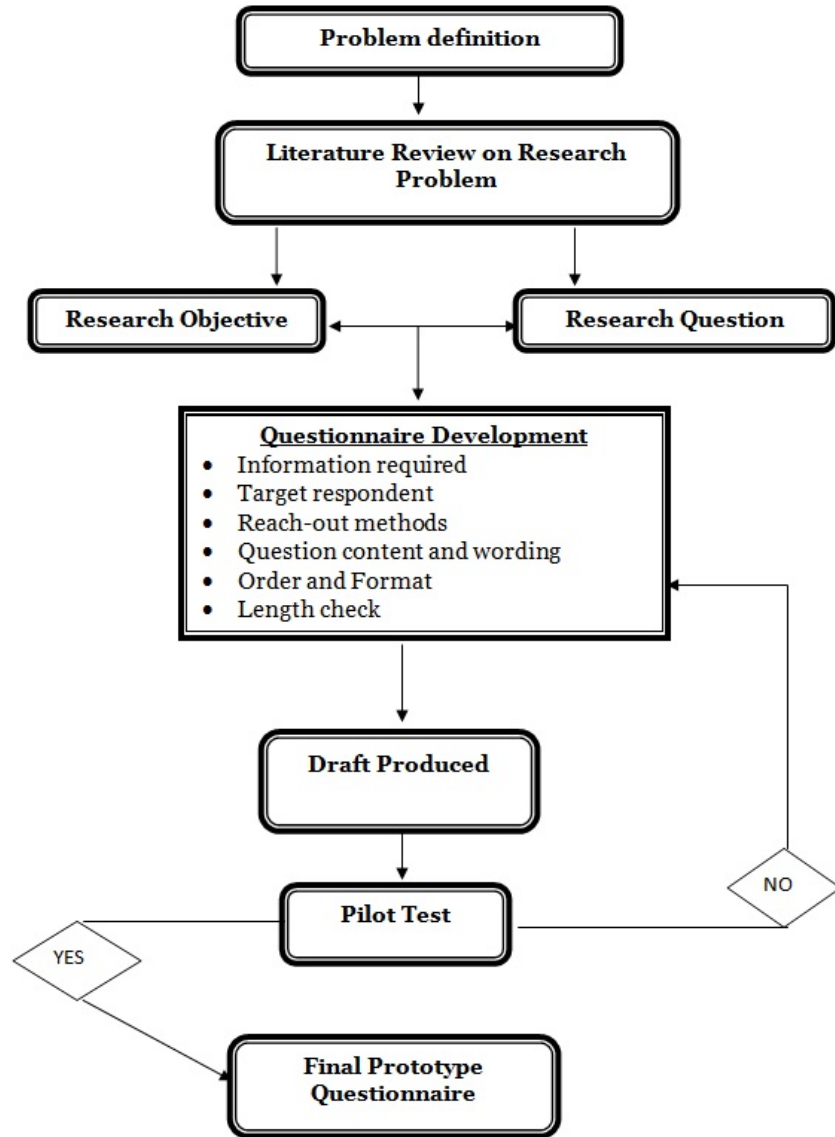 Problem definition
Literature Review on Research
Problem
Research Objective
Research Question
Questionnaire Development
• Information required
• Target respondent
• Reach-out methods
• Question content and wording
• Order and Format
• Length check
Draft Produced
Pilot Test
NO
YES
Final Prototype
Questionnaire